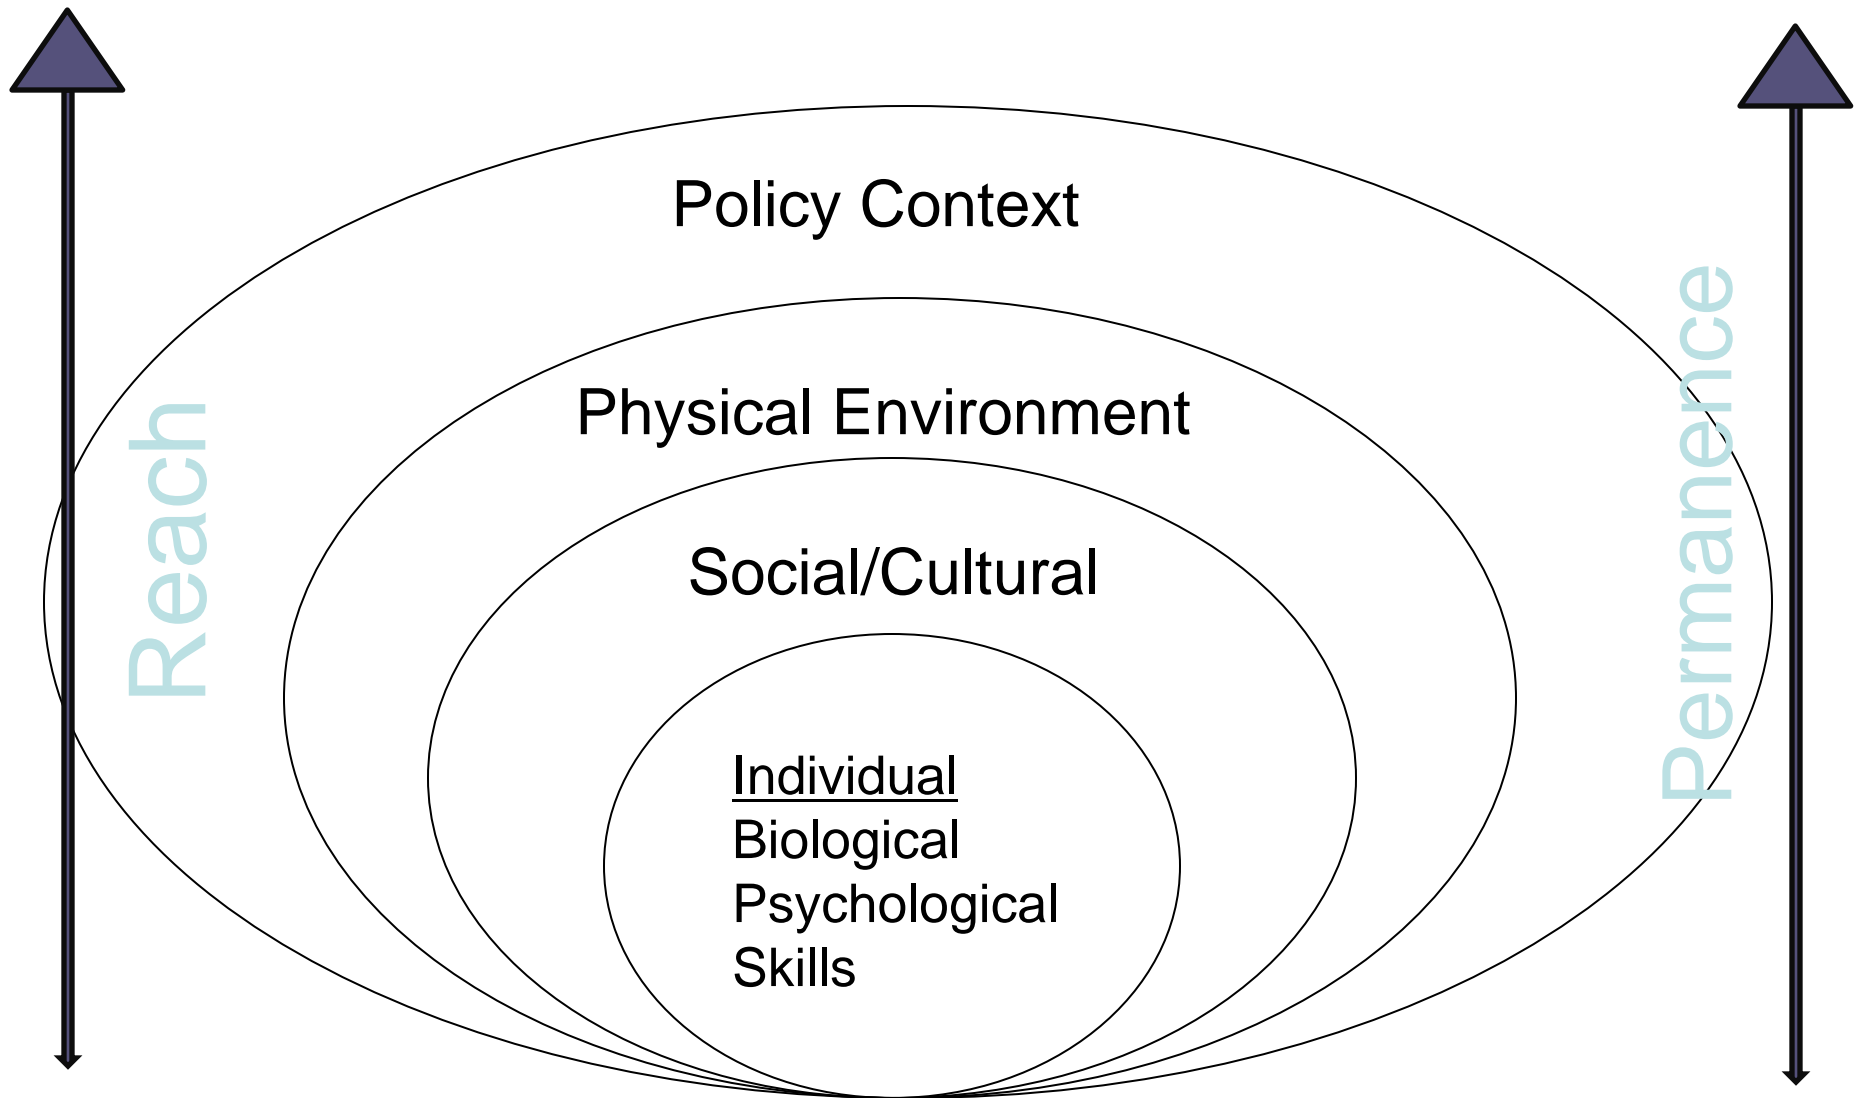 Policy Context
Physical Environment
Social/Cultural
Individual
Biological
Psychological
Skills
Reach
Permanence